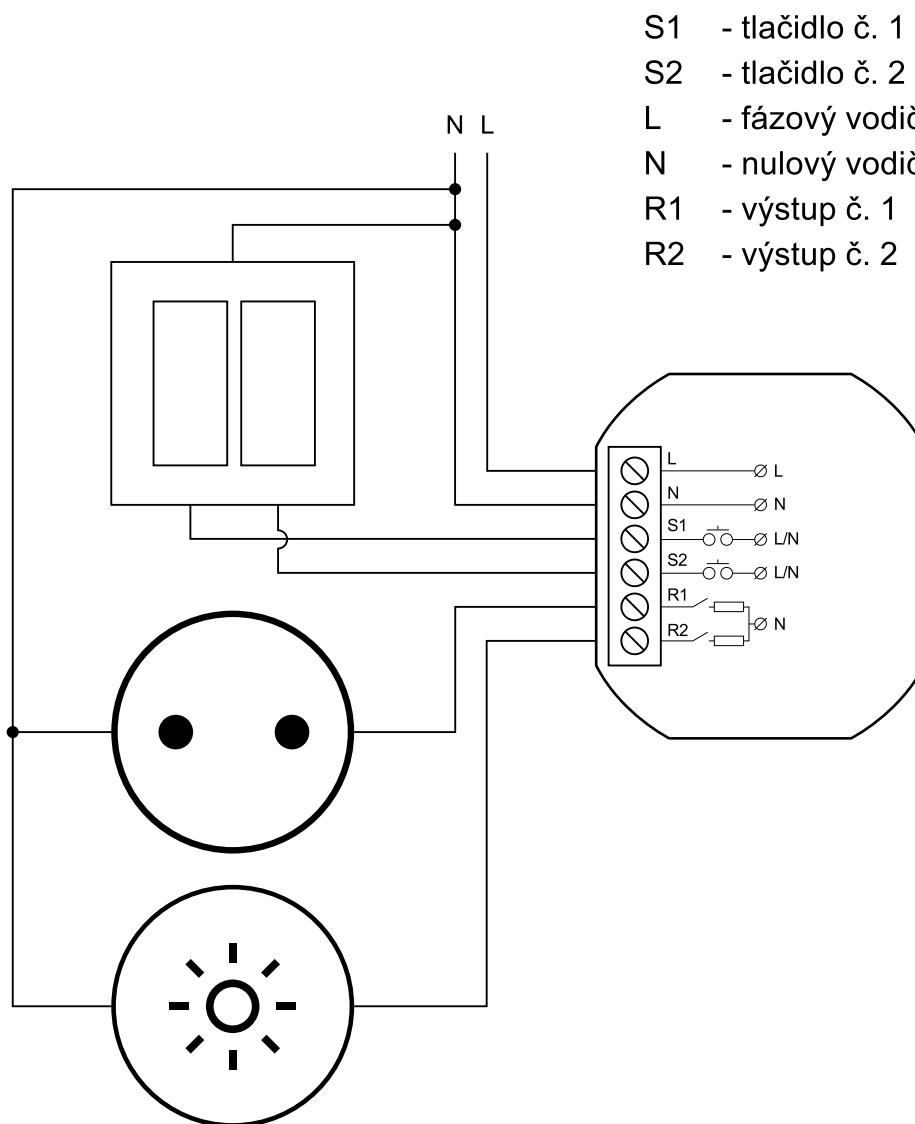 S1 - tlačidlo č. 1
S2 - tlačidlo č. 2
L - fázový vodič
N - nulový vodič
R1 - výstup č. 1
R2 - výstup č. 2
N L
L L
N N
S1 L/N
S2 L/N
R1
N
R2